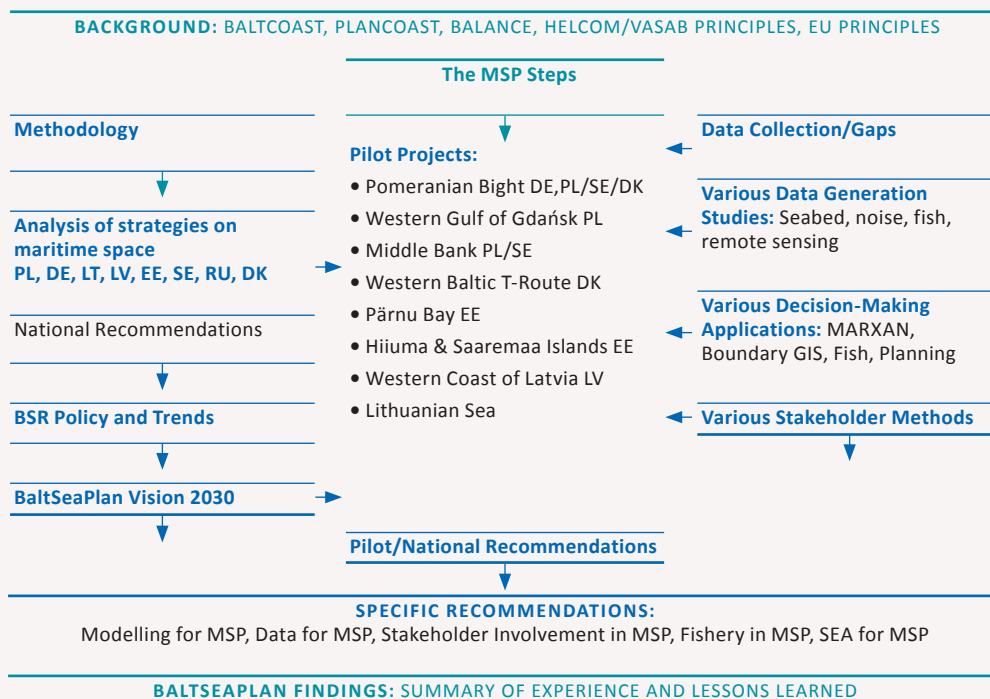 BACKGROUND: BALTCOAST, PLANCOAST, BALANCE, HELCOM/VASAB PRINCIPLES, EU PRINCIPLES
The MSP Steps
Methodology
Analysis of strategies on
maritime space
PL, DE, LT, LV, EE, SE, RU, DK
National Recommendations
BSR Policy and Trends
BaltSeaPlan Vision 2030
Pilot Projects:
• Pomeranian Bight DE,PL/SE/DK
• Western Gulf of Gdańsk PL
• Middle Bank PL/SE
• Western Baltic T-Route DK
• Pärnu Bay EE
• Hiiuma & Saaremaa Islands EE
• Western Coast of Latvia LV
• Lithuanian Sea
Data Collection/Gaps
Various Data Generation
Studies: Seabed, noise, fish,
remote sensing
Various Decision-Making
Applications: MARXAN,
Boundary GIS, Fish, Planning
Various Stakeholder Methods
Pilot/National Recommendations
SPECIFIC RECOMMENDATIONS:
Modelling for MSP, Data for MSP, Stakeholder Involvement in MSP, Fishery in MSP, SEA for MSP
BALTSEAPLAN FINDINGS: SUMMARY OF EXPERIENCE AND LESSONS LEARNED